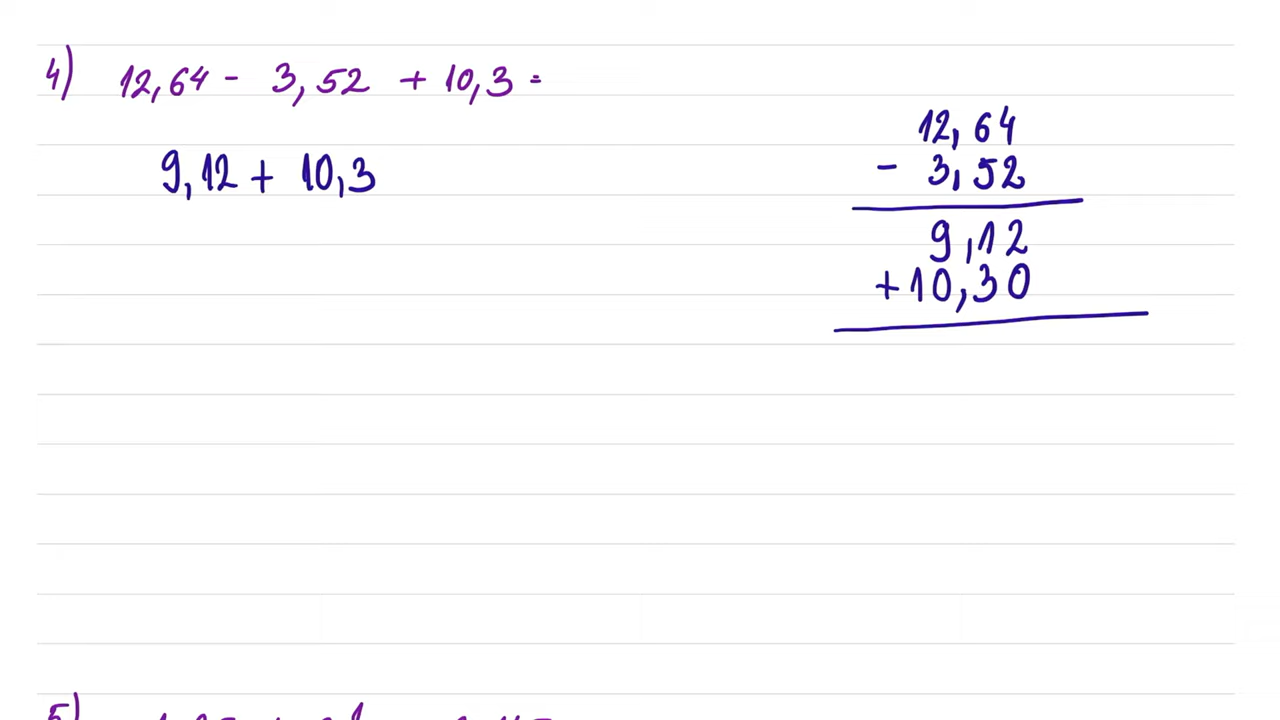 4) 12,64 - 3,52 + 10,3 =
9,12 + 10,3
12,64
- 3,52
9,12
+ 10,30
5)